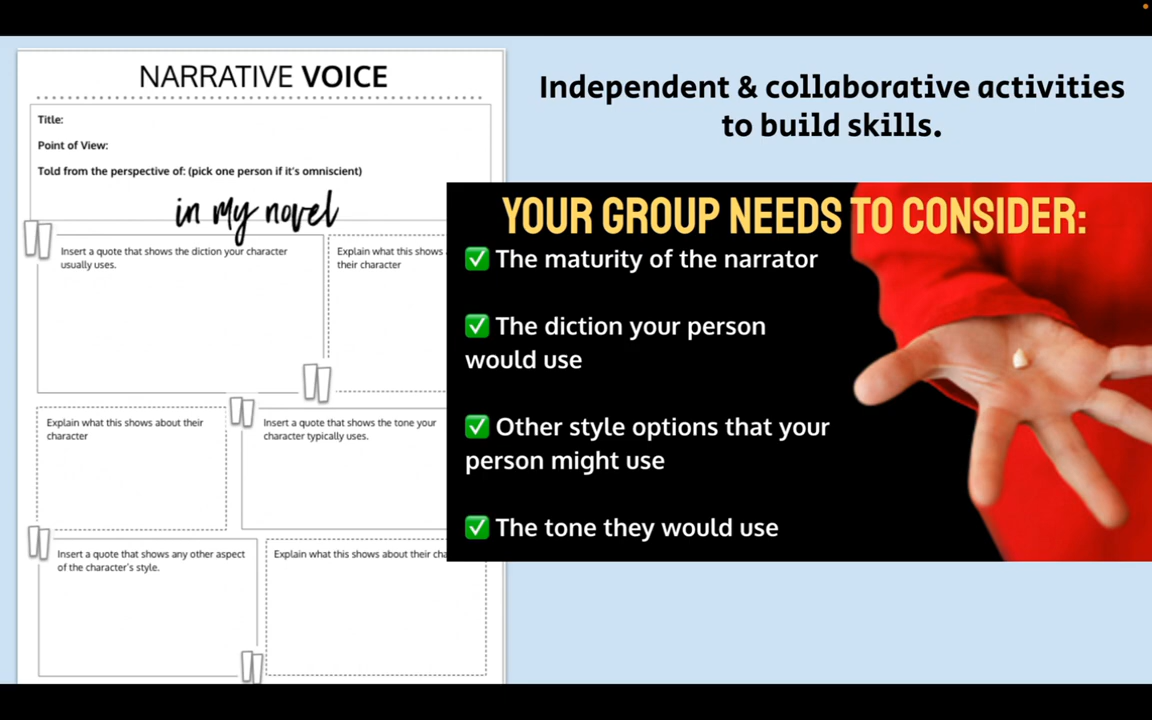 NARRATIVE VOICE
Title:
Point of View:
Told from the perspective of: (pick one person if it's omniscient)
in my novel
Insert a quote that shows the diction your character
usually uses.
Explain what this shows
their character
Explain what this shows about their
character
Insert a quote that shows the tone your
character typically uses.
Insert a quote that shows any other aspect
of the character's style.
Explain what this shows about their cha
Independent & collaborative activities
to build skills.
YOUR GROUP NEEDS TO CONSIDER:
✅ The maturity of the narrator
✅ The diction your person
would use
✅ Other style options that your
person might use
✅ The tone they would use